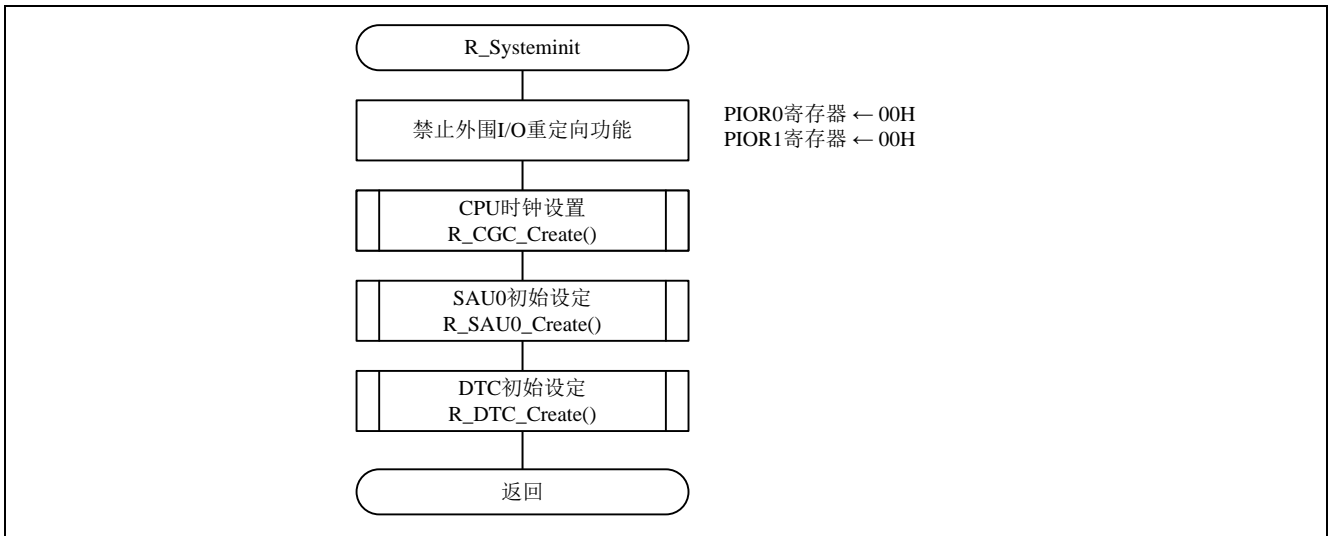 R_Systeminit
禁止外围I/O重定向功能
PIOR0寄存器 ← 00H
PIOR1寄存器 ← 00H
CPU时钟设置
R_CGC_Create()
SAU0初始设定
R_SAU0_Create()
DTC初始设定
R_DTC_Create()
返回